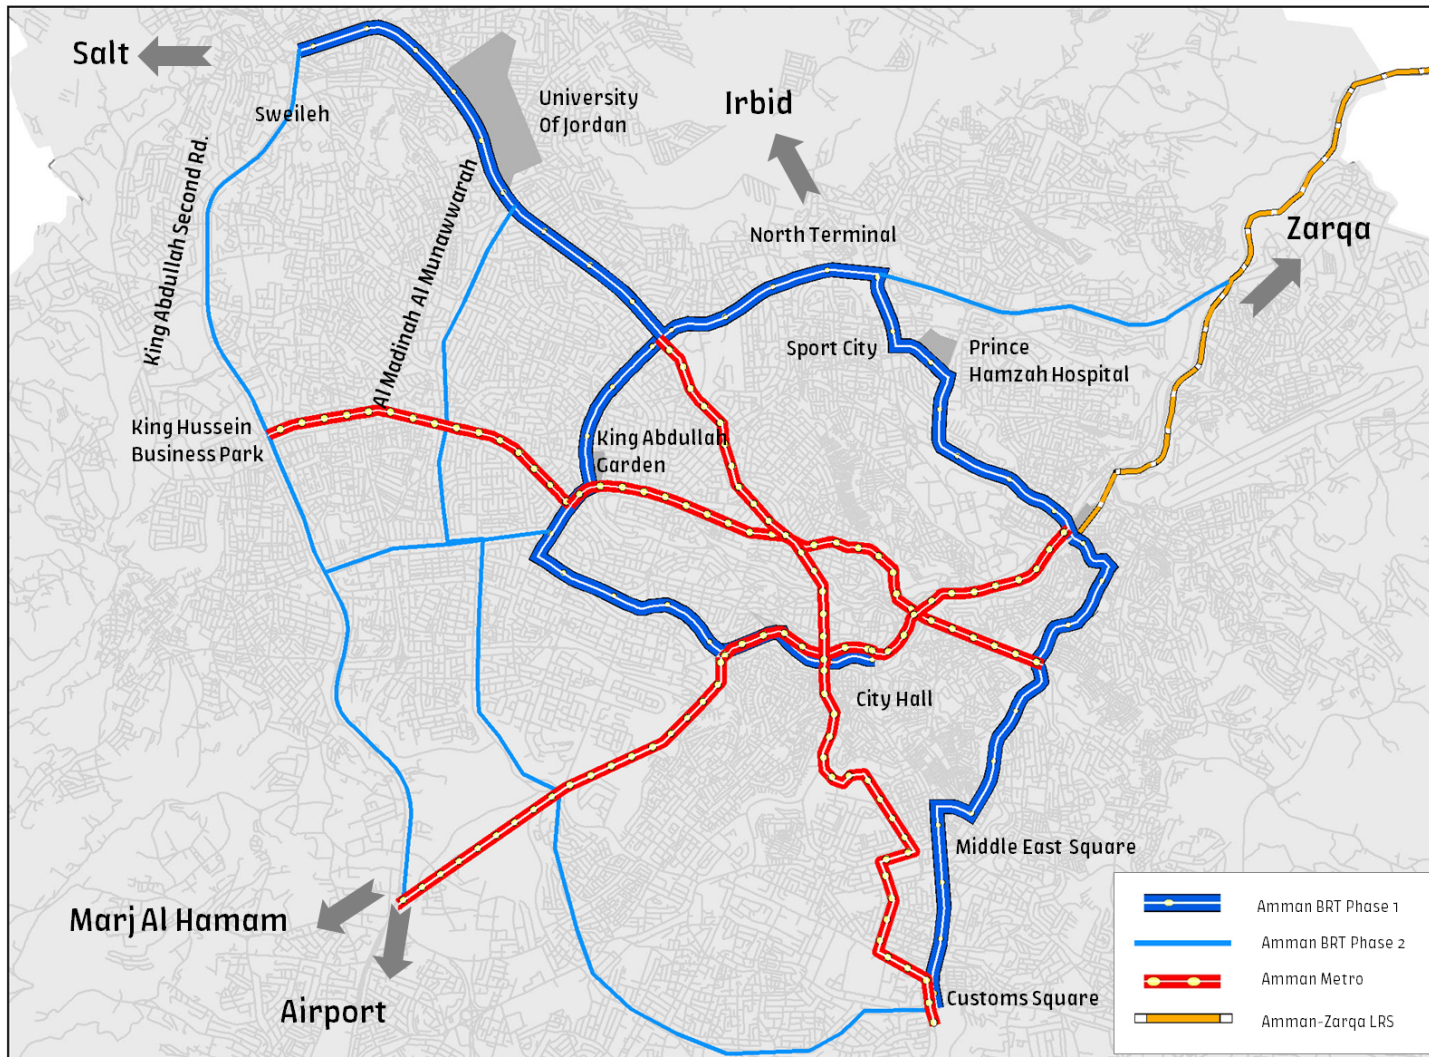 Salt
Sweileh
University
Of Jordan
Irbid
King Abdullah Second Rd.
Al Madinah Al Munawwarah
North Terminal
Zarqa
Sport City
Prince
Hamzah Hospital
King Hussein
Business Park
King Abdullah
Garden
City Hall
Middle East Square
Marj Al Hamam
Airport
Customs Square
Amman BRT Phase 1
Amman BRT Phase 2
Amman Metro
Amman-Zarqa LRS